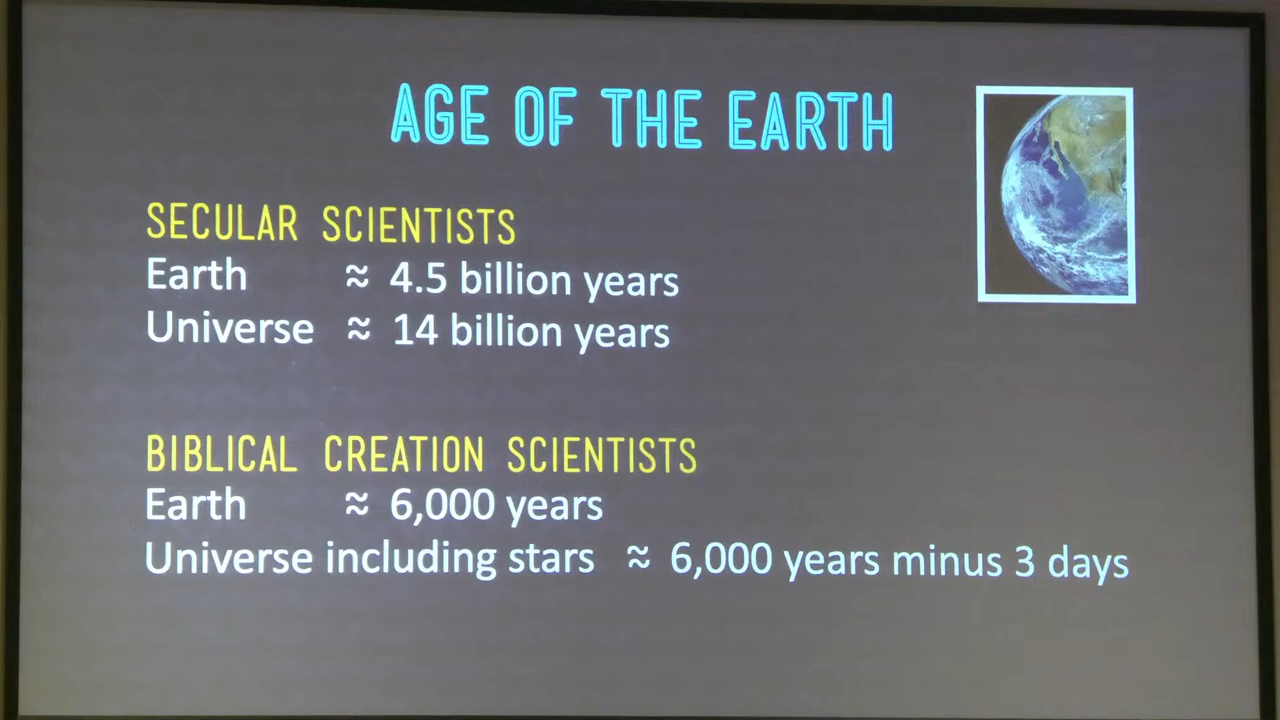 AGE OF THE EARTH
SECULAR SCIENTISTS
Earth ≈ 4.5 billion years
Universe ≈ 14 billion years
BIBLICAL CREATION SCIENTISTS
Earth ≈ 6,000 years
Universe including stars ≈ 6,000 years minus 3 days